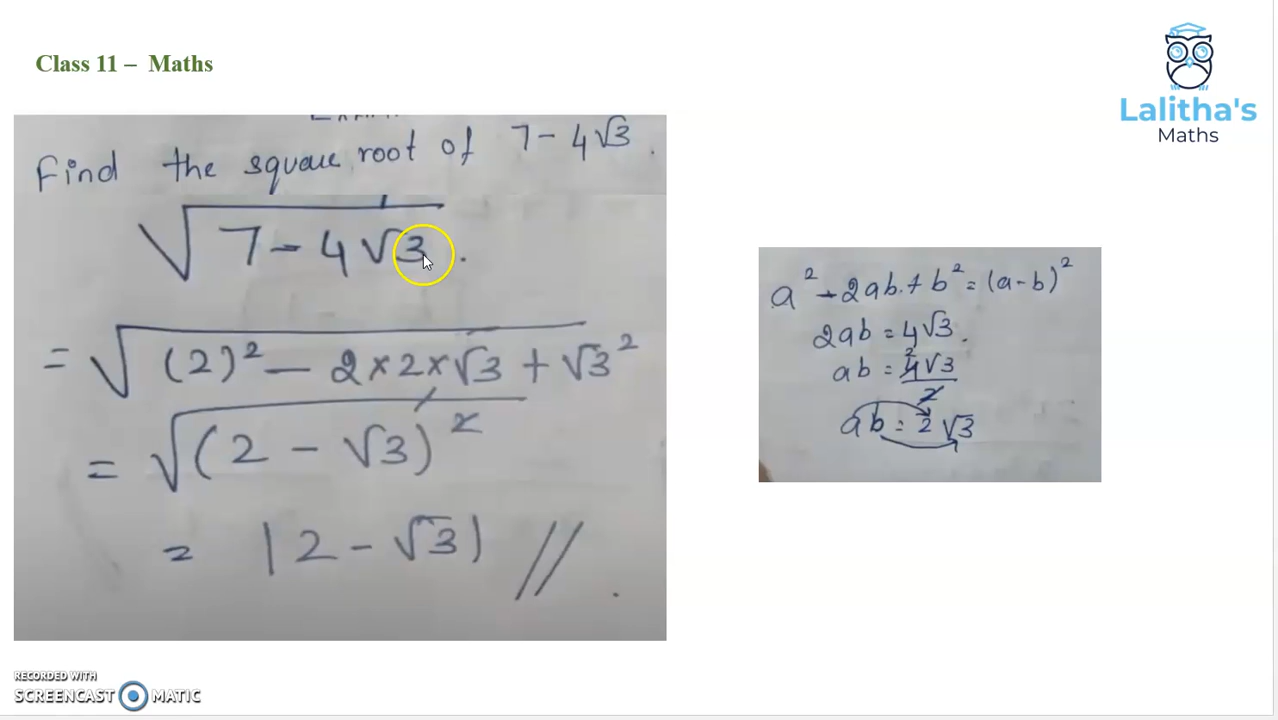 Class 11 – Maths
Lalitha's
Maths
Find the square root of 7 - 4√3 .
√(7 - 4√3) .
= √((2)² - 2×2×√3 + √3²)
= √((2 - √3)²)
= |2 - √3| //
a² - 2ab + b² = (a-b)²
2ab = 4√3.
ab = 4√3/2
2
ab = 2√3
RECORDED WITH
SCREENCAST MATIC